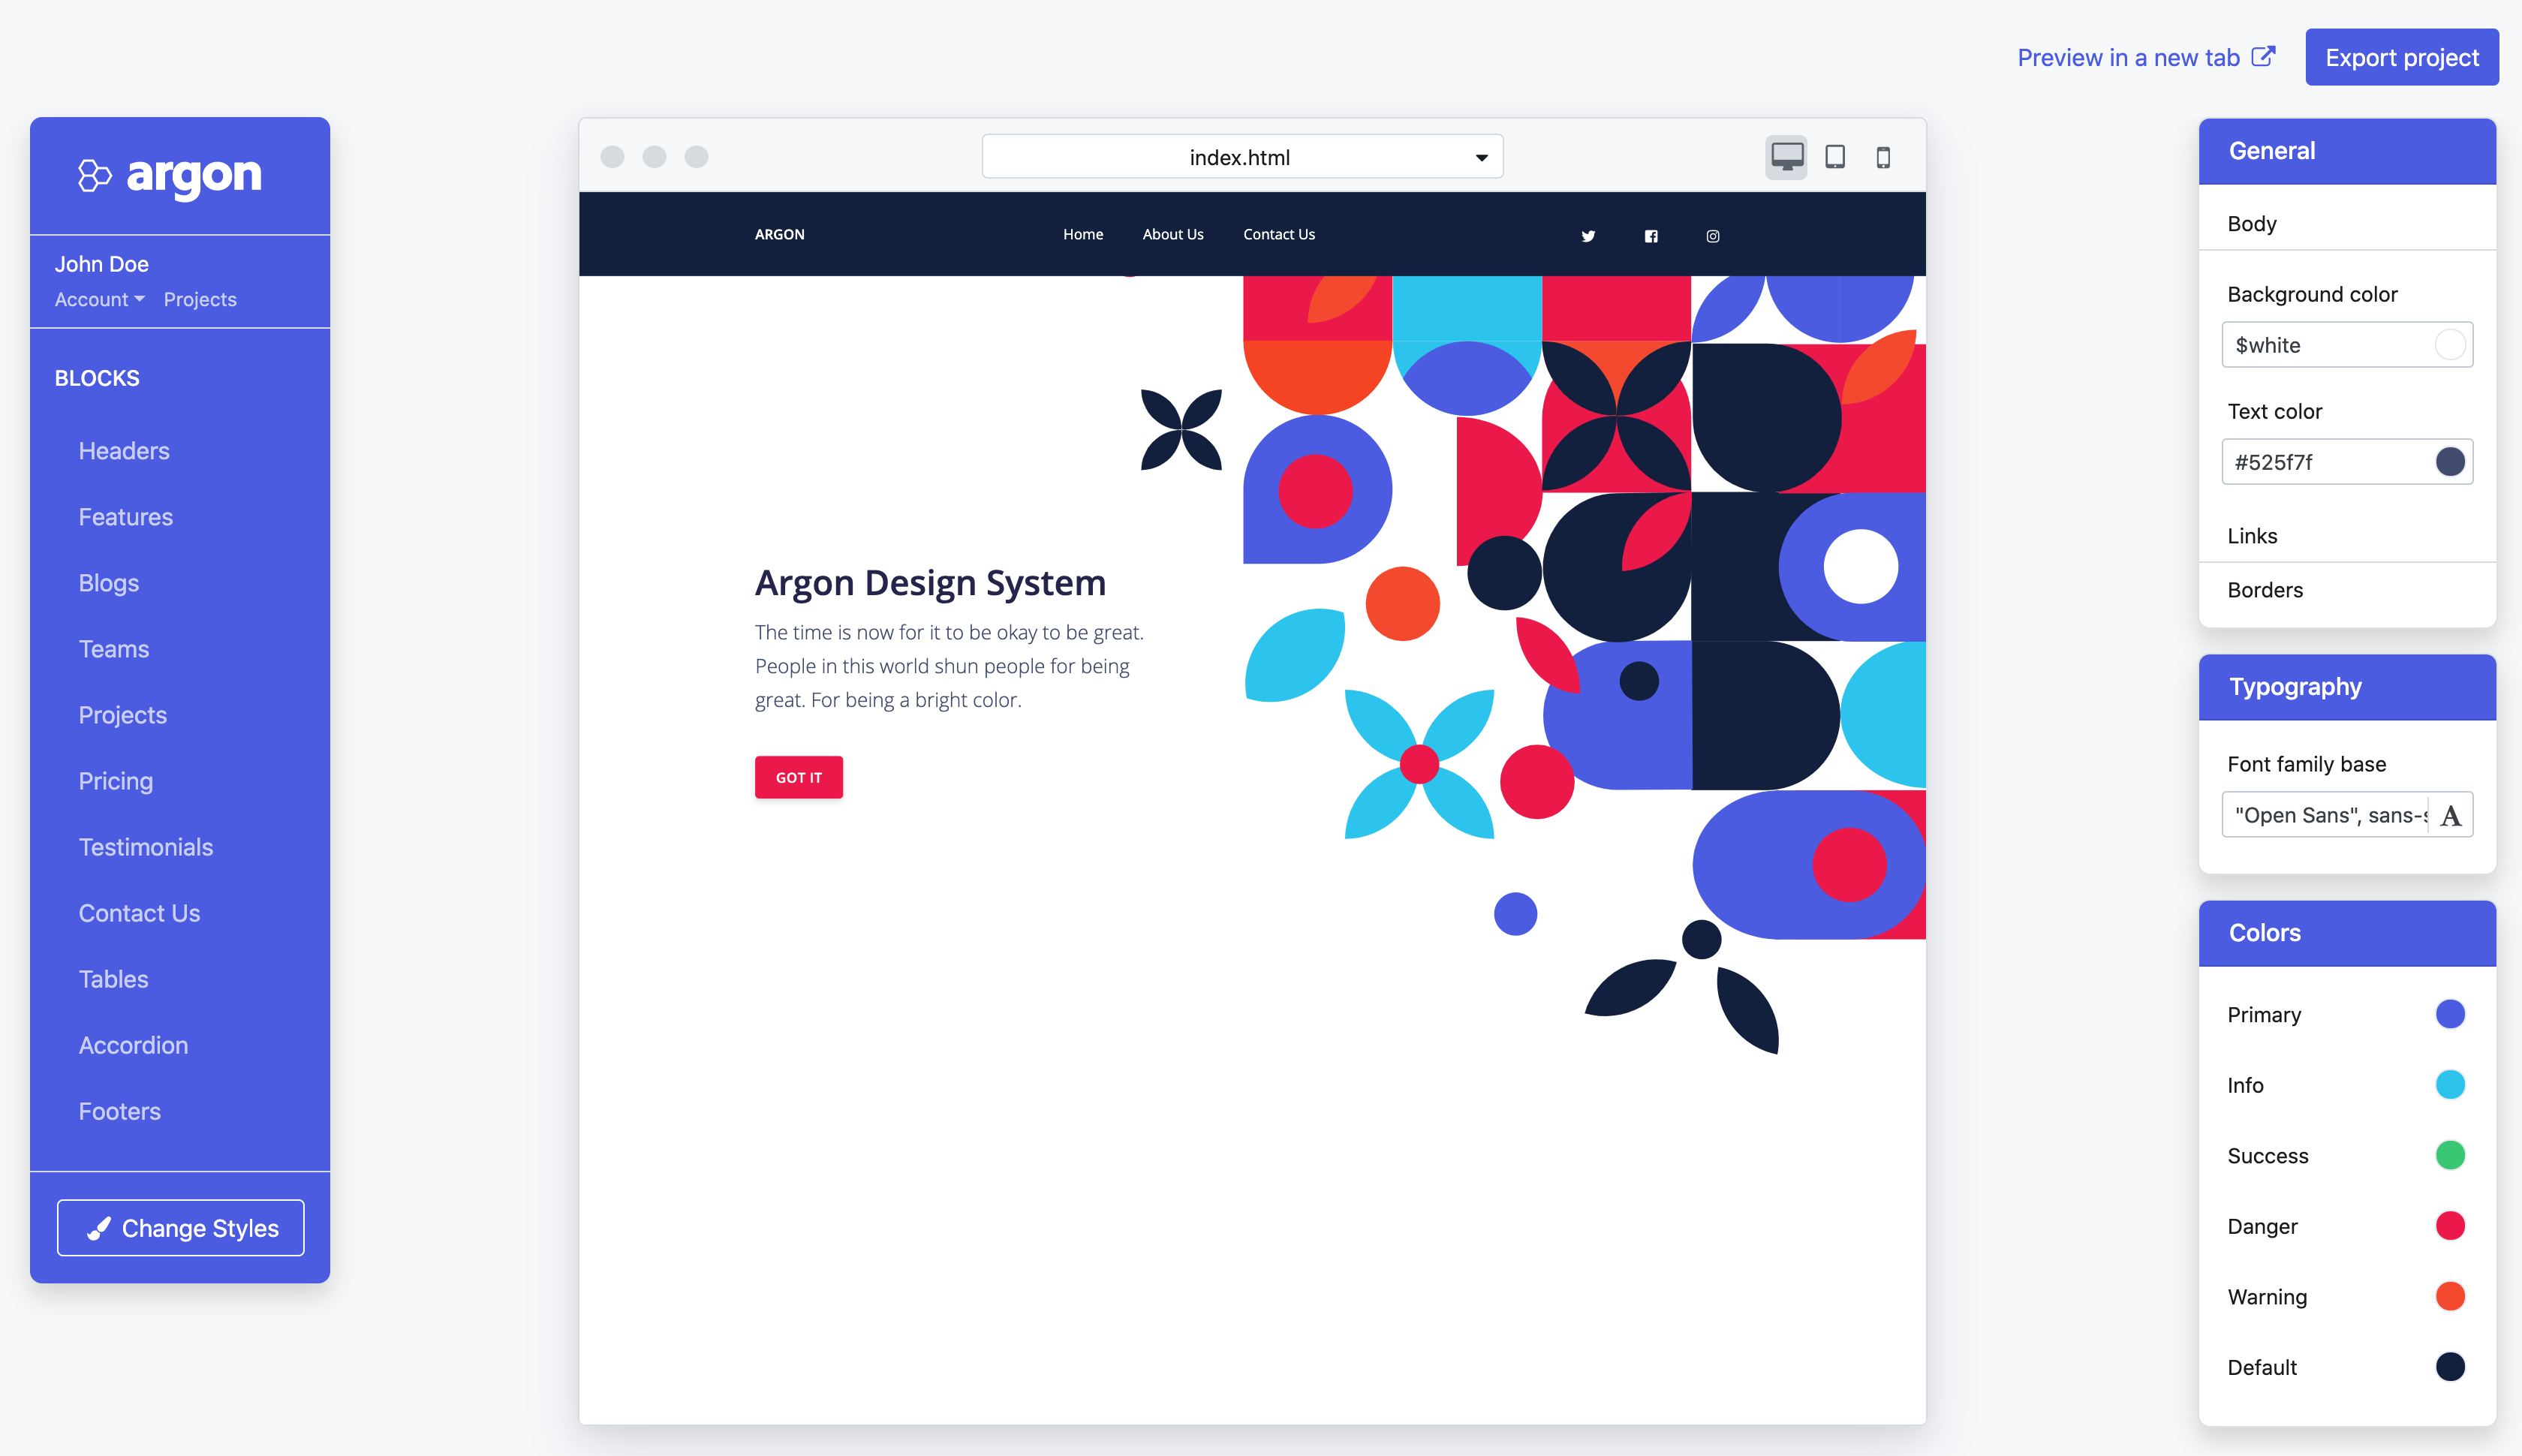 Preview in a new tab
Export project
argon
John Doe
Account Projects
BLOCKS
Headers
Features
Blogs
Teams
Projects
Pricing
Testimonials
Contact Us
Tables
Accordion
Footers
Change Styles
index.html
ARGON Home About Us Contact Us
Argon Design System
The time is now for it to be okay to be great.
People in this world shun people for being
great. For being a bright color.
GOT IT
General
Body
Background color
$white
Text color
#525f7f
Links
Borders
Typography
Font family base
"Open Sans", sans-s
A
Colors
Primary
Info
Success
Danger
Warning
Default